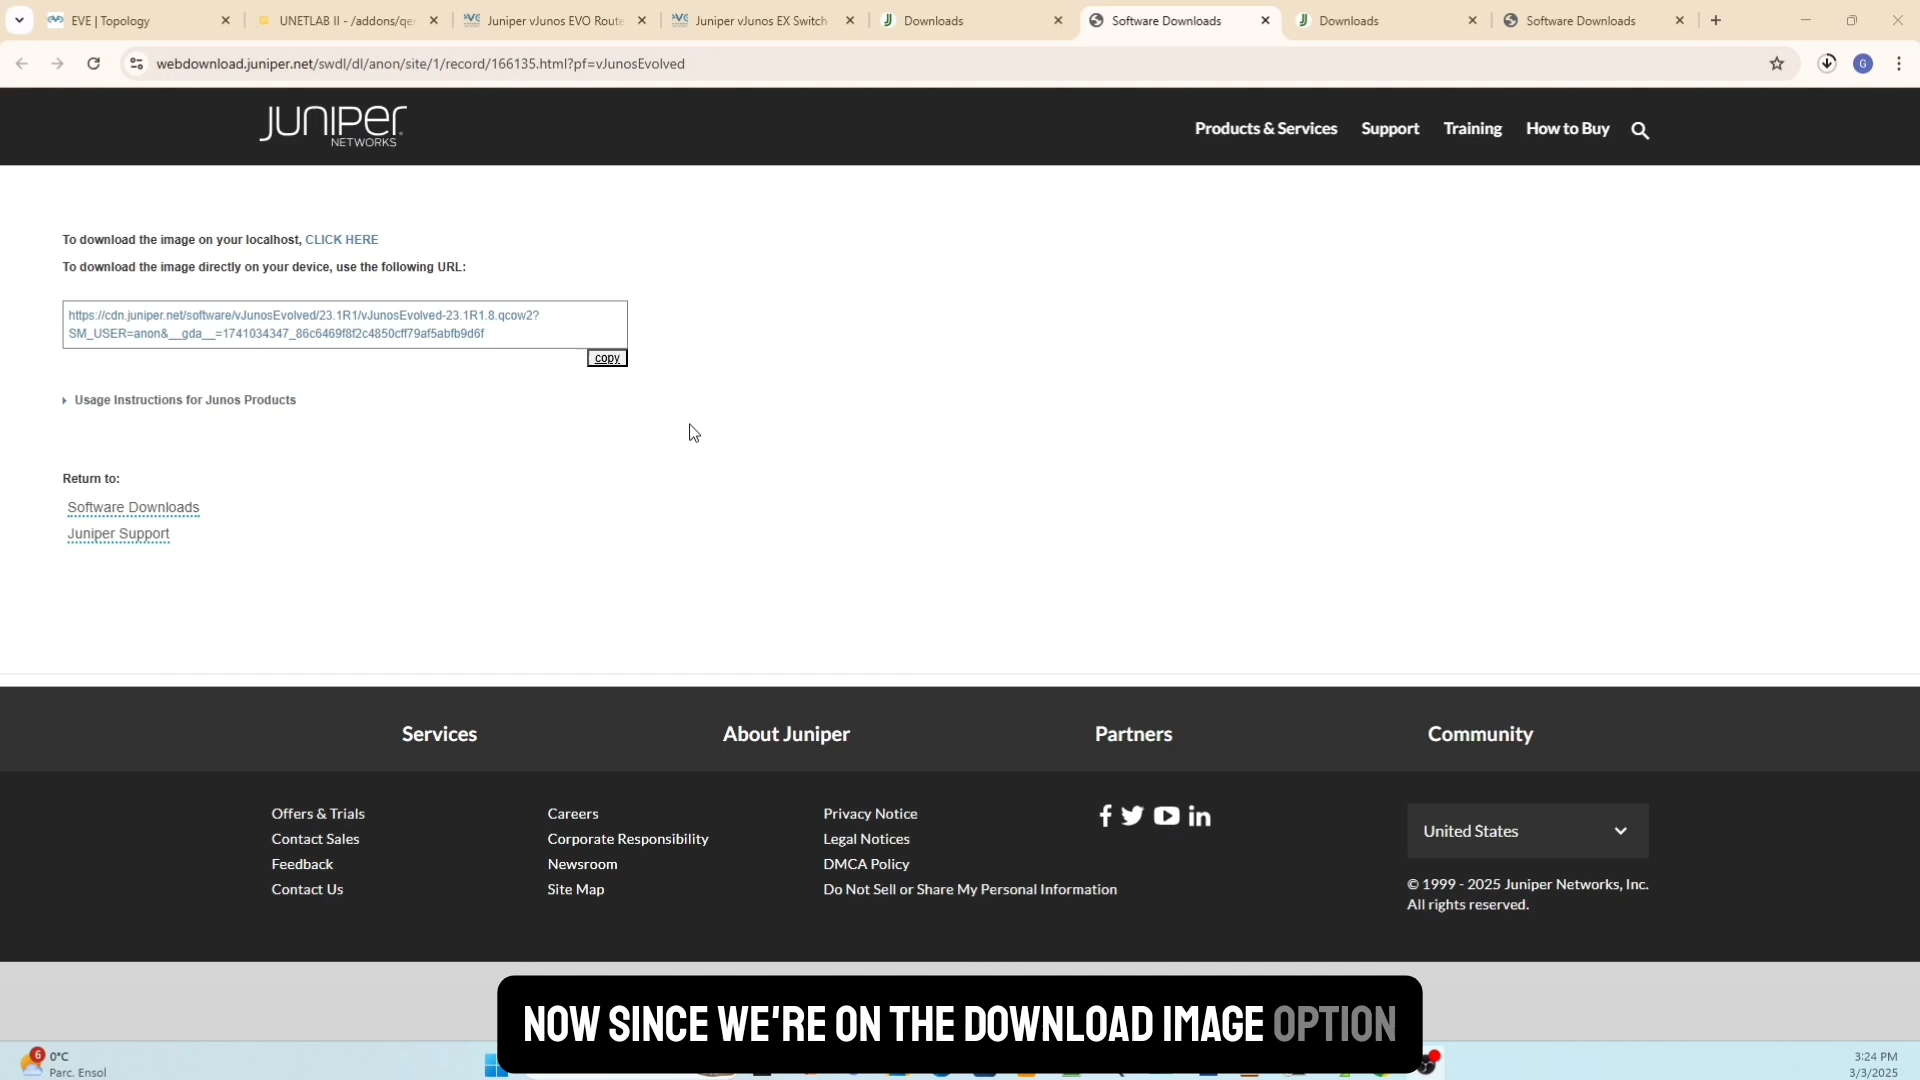 EVE | Topology
UNETLAB II - /addons/qe
Juniper vJunos EVO Route
Juniper vJunos EX Switch
Downloads
Software Downloads
Downloads
Software Downloads
webdownload.juniper.net/swdl/dl/anon/site/1/record/166135.html?pf=vJunosEvolved
G
JUNIPER
NETWORKS
Products & Services
Support
Training
How to Buy
To download the image on your localhost, CLICK HERE
To download the image directly on your device, use the following URL:
https://cdn.juniper.net/software/vJunosEvolved/23.1R1/vJunosEvolved-23.1R1.8.qcow2?
SM_USER=anon&__gda__=1741034347_86c6469f8f2c4850cff79af5abfb9d6f
copy
Usage Instructions for Junos Products
Return to:
Software Downloads
Juniper Support
Services
About Juniper
Partners
Community
Offers & Trials
Contact Sales
Feedback
Contact Us
Careers
Corporate Responsibility
Newsroom
Site Map
Privacy Notice
Legal Notices
DMCA Policy
Do Not Sell or Share My Personal Information
United States
© 1999 - 2025 Juniper Networks, Inc.
All rights reserved.
NOW SINCE WE'RE ON THE DOWNLOAD IMAGE OPTION
6
0°C
Parc. Ensol
3:24 PM
3/3/2025